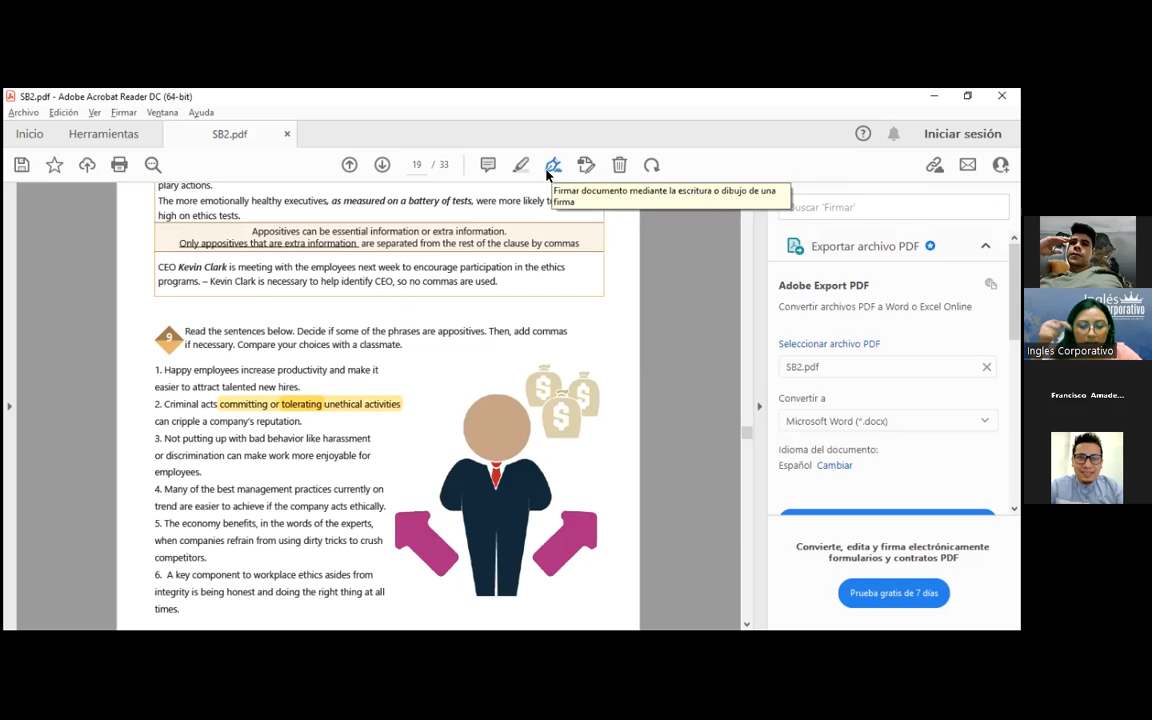 SB2.pdf - Adobe Acrobat Reader DC (64-bit)
Archivo Edición Ver Firmar Ventana Ayuda
Inicio Herramientas SB2.pdf × Iniciar sesión
19 / 33
Firmar documento mediante la escritura o dibujo de una
firma
plary actions.
The more emotionally healthy executives, as measured on a battery of tests, were more likely to
high on ethics tests.
Appositives can be essential information or extra information.
Only appositives that are extra information are separated from the rest of the clause by commas
CEO Kevin Clark is meeting with the employees next week to encourage participation in the ethics
programs. – Kevin Clark is necessary to help identify CEO, so no commas are used.
9
Read the sentences below. Decide if some of the phrases are appositives. Then, add commas
if necessary. Compare your choices with a classmate.
1. Happy employees increase productivity and make it
easier to attract talented new hires.
2. Criminal acts committing or tolerating unethical activities
can cripple a company's reputation.
3. Not putting up with bad behavior like harassment
or discrimination can make work more enjoyable for
employees.
4. Many of the best management practices currently on
trend are easier to achieve if the company acts ethically.
5. The economy benefits, in the words of the experts,
when companies refrain from using dirty tricks to crush
competitors.
6. A key component to workplace ethics asides from
integrity is being honest and doing the right thing at all
times.
$ $ $
Buscar 'Firmar'
Exportar archivo PDF
Adobe Export PDF
Convertir archivos PDF a Word o Excel Online
Seleccionar archivo PDF
SB2.pdf
Convertir a
Microsoft Word (*.docx)
Idioma del documento:
Español Cambiar
Convierte, edita y firma electrónicamente
formularios y contratos PDF
Prueba gratis de 7 días
Inglés
Ingles Corporativo
Francisco Amade...